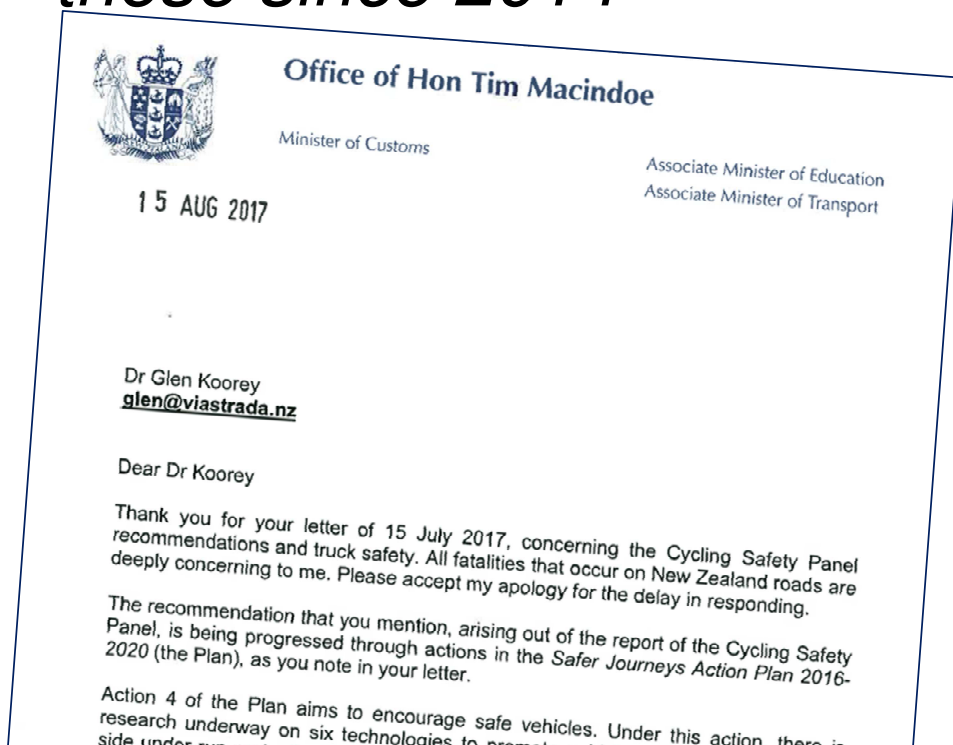 these since 2014
Office of Hon Tim Macindoe
Minister of Customs
Associate Minister of Education
Associate Minister of Transport
15 AUG 2017
Dr Glen Koorey
glen@viastrada.nz
Dear Dr Koorey
Thank you for your letter of 15 July 2017, concerning the Cycling Safety Panel
recommendations and truck safety. All fatalities that occur on New Zealand roads are
deeply concerning to me. Please accept my apology for the delay in responding.
The recommendation that you mention, arising out of the report of the Cycling Safety
Panel, is being progressed through actions in the Safer Journeys Action Plan 2016-
2020 (the Plan), as you note in your letter.
Action 4 of the Plan aims to encourage safe vehicles. Under this action, there is
research underway on six technologies to
side under